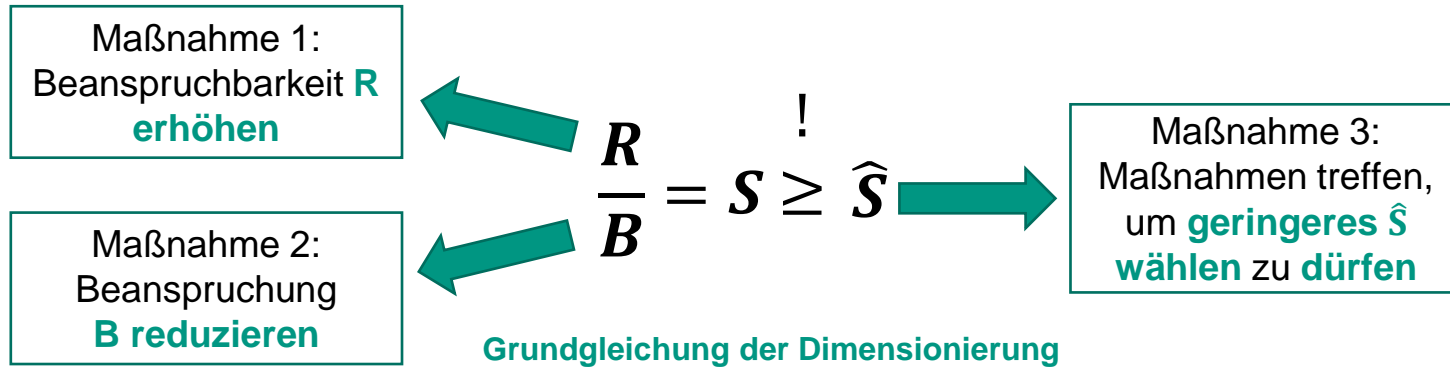 Maßnahme 1:
Beanspruchbarkeit R
erhöhen
Maßnahme 2:
Beanspruchung
B reduzieren
!
R
B
= S ≥ Ŝ
Maßnahme 3:
Maßnahmen treffen,
um geringeres Ŝ
wählen zu dürfen
Grundgleichung der Dimensionierung